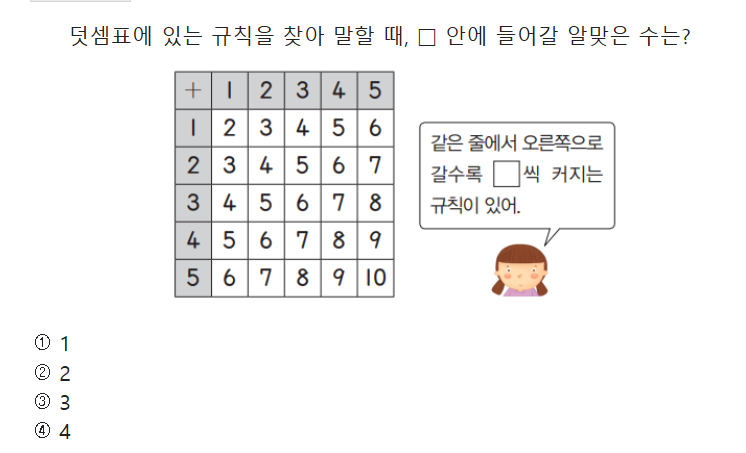 덧셈표에 있는 규칙을 찾아 말할 때, □ 안에 들어갈 알맞은 수는?
+ 1 2 3 4 5
1 2 3 4 5 6
2 3 4 5 6 7
3 4 5 6 7 8
4 5 6 7 8 9
5 6 7 8 9 10
같은 줄에서 오른쪽으로
갈수록 □씩 커지는
규칙이 있어.
① 1
② 2
③ 3
④ 4